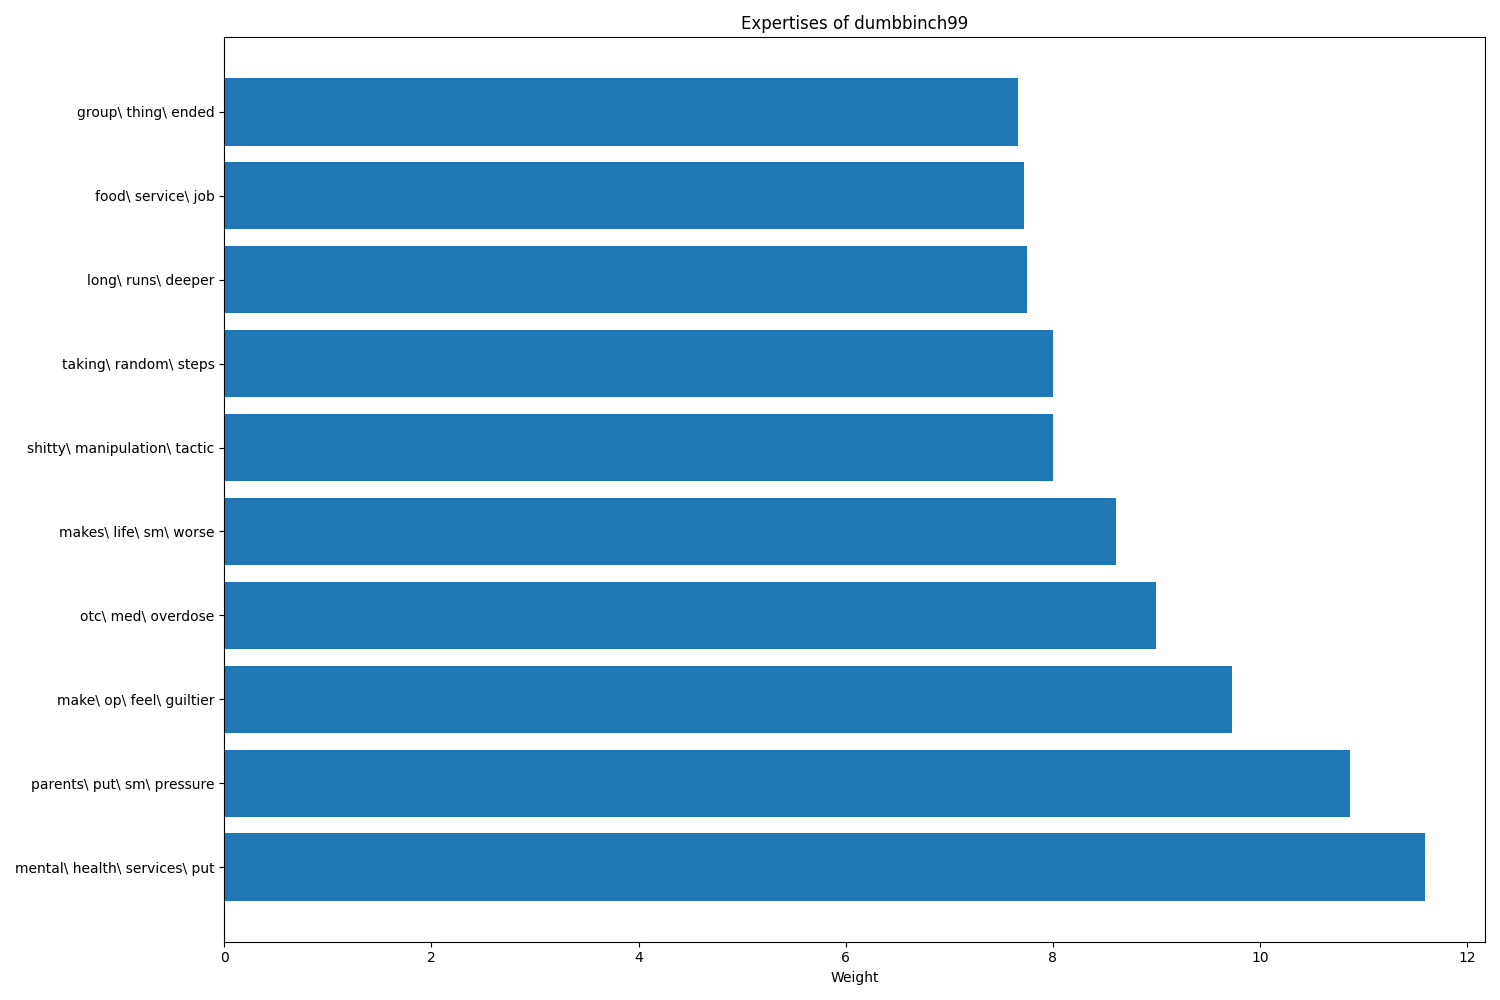 Expertises of dumbbinch99
group\ thing\ ended
food\ service\ job
long\ runs\ deeper
taking\ random\ steps
shitty\ manipulation\ tactic
makes\ life\ sm\ worse
otc\ med\ overdose
make\ op\ feel\ guiltier
parents\ put\ sm\ pressure
mental\ health\ services\ put
0 2 4 6 8 10 12
Weight